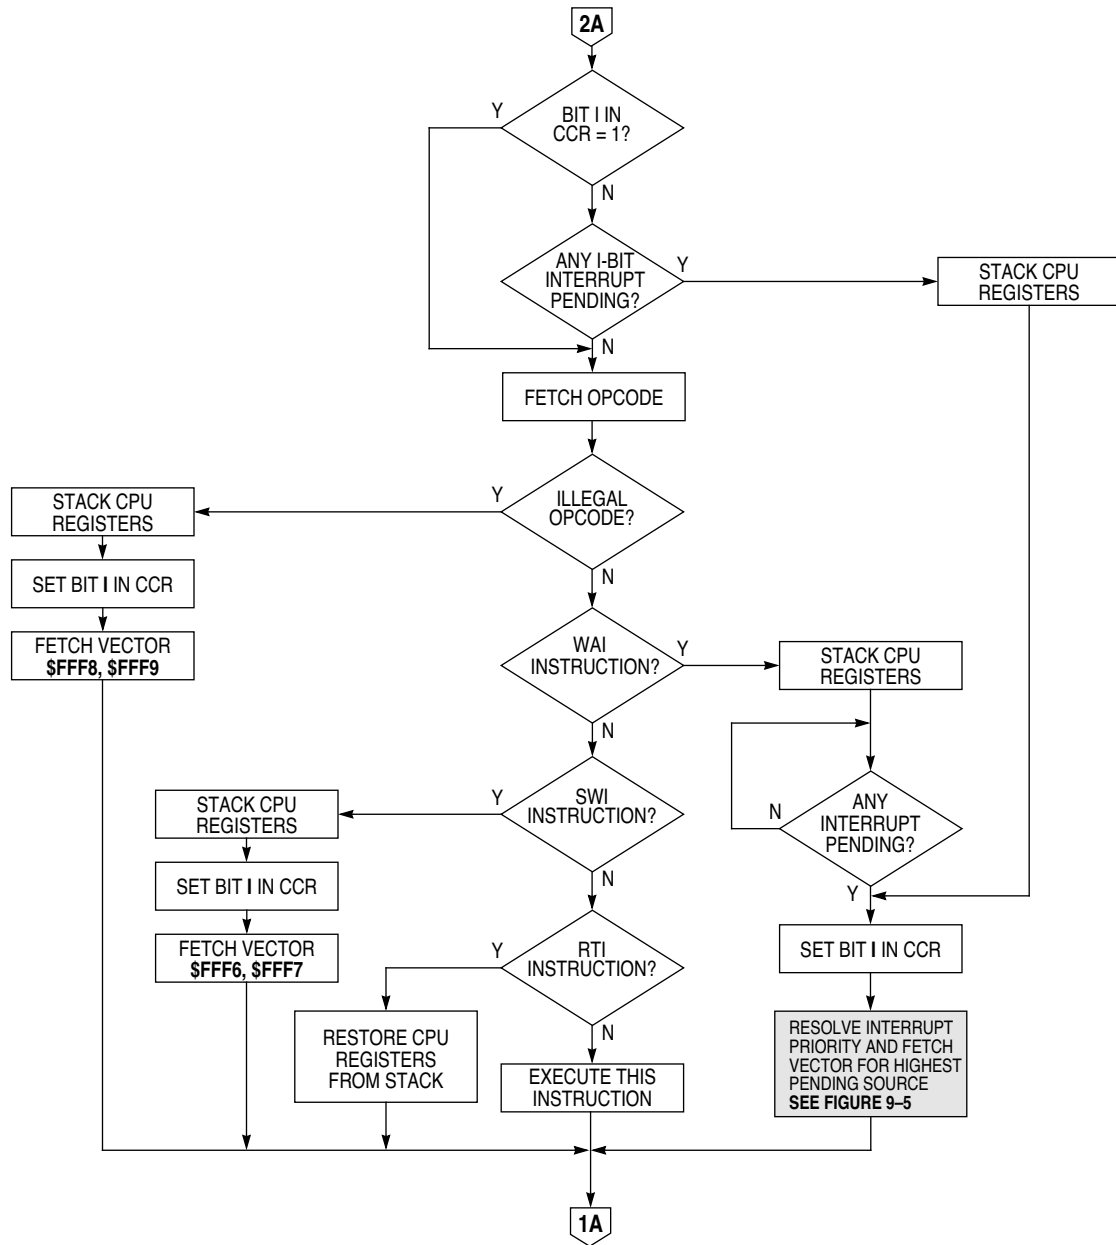 2A
Y
BIT I IN
CCR = 1?
N
ANY I-BIT
INTERRUPT
PENDING?
Y
STACK CPU
REGISTERS
N
FETCH OPCODE
STACK CPU
REGISTERS
Y
ILLEGAL
OPCODE?
SET BIT I IN CCR
N
FETCH VECTOR
$FFF8, $FFF9
WAI
INSTRUCTION?
Y
STACK CPU
REGISTERS
N
STACK CPU
REGISTERS
Y
SWI
INSTRUCTION?
N
ANY
INTERRUPT
PENDING?
SET BIT I IN CCR
N
Y
FETCH VECTOR
$FFF6, $FFF7
Y
RTI
INSTRUCTION?
SET BIT I IN CCR
RESTORE CPU
REGISTERS
FROM STACK
N
EXECUTE THIS
INSTRUCTION
RESOLVE INTERRUPT
PRIORITY AND FETCH
VECTOR FOR HIGHEST
PENDING SOURCE
SEE FIGURE 9–5
1A